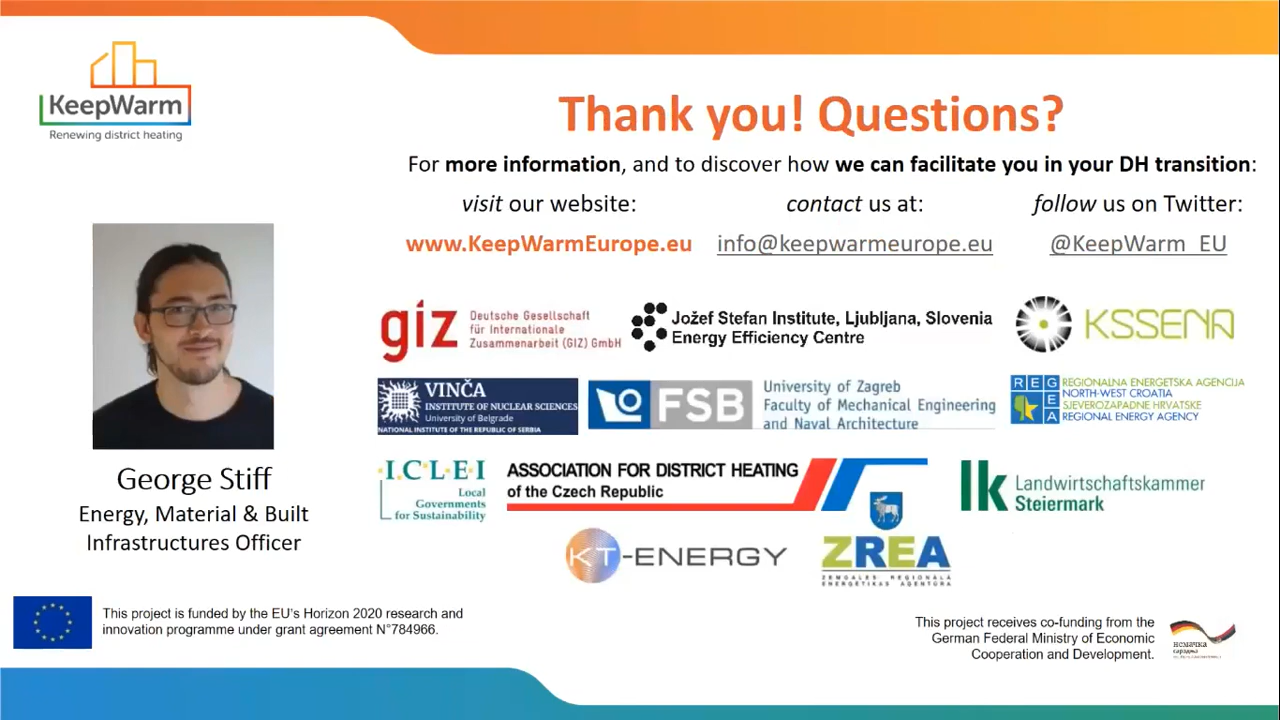 KeepWarm
Renewing district heating
Thank you! Questions?
For more information, and to discover how we can facilitate you in your DH transition:
visit our website:
www.KeepWarmEurope.eu
contact us at:
info@keepwarmeurope.eu
follow us on Twitter:
@KeepWarm_EU
George Stiff
Energy, Material & Built
Infrastructures Officer
giz
Deutsche Gesellschaft
für Internationale
Zusammenarbeit (GIZ) GmbH
Jožef Stefan Institute, Ljubljana, Slovenia
Energy Efficiency Centre
KSSENA
VINČA
INSTITUTE OF NUCLEAR SCIENCES
University of Belgrade
NATIONAL INSTITUTE OF THE REPUBLIC OF SERBIA
FSB
University of Zagreb
Faculty of Mechanical Engineering
and Naval Architecture
REGEA
REGIONALNA ENERGETSKA AGENCIJA
NORTH-WEST CROATIA
SJEVEROZAPADNE HRVATSKE
REGIONAL ENERGY AGENCY
I.C.L.E.I
Local
Governments
for Sustainability
ASSOCIATION FOR DISTRICT HEATING
of the Czech Republic
lk
Landwirtschaftskammer
Steiermark
KT-ENERGY
ZREA
ZEMGALES REĢIONĀLĀ
ENERĢĒTIKAS AĢENTŪRA
This project is funded by the EU's Horizon 2020 research and
innovation programme under grant agreement N°784966.
This project receives co-funding from the
German Federal Ministry of Economic
Cooperation and Development.